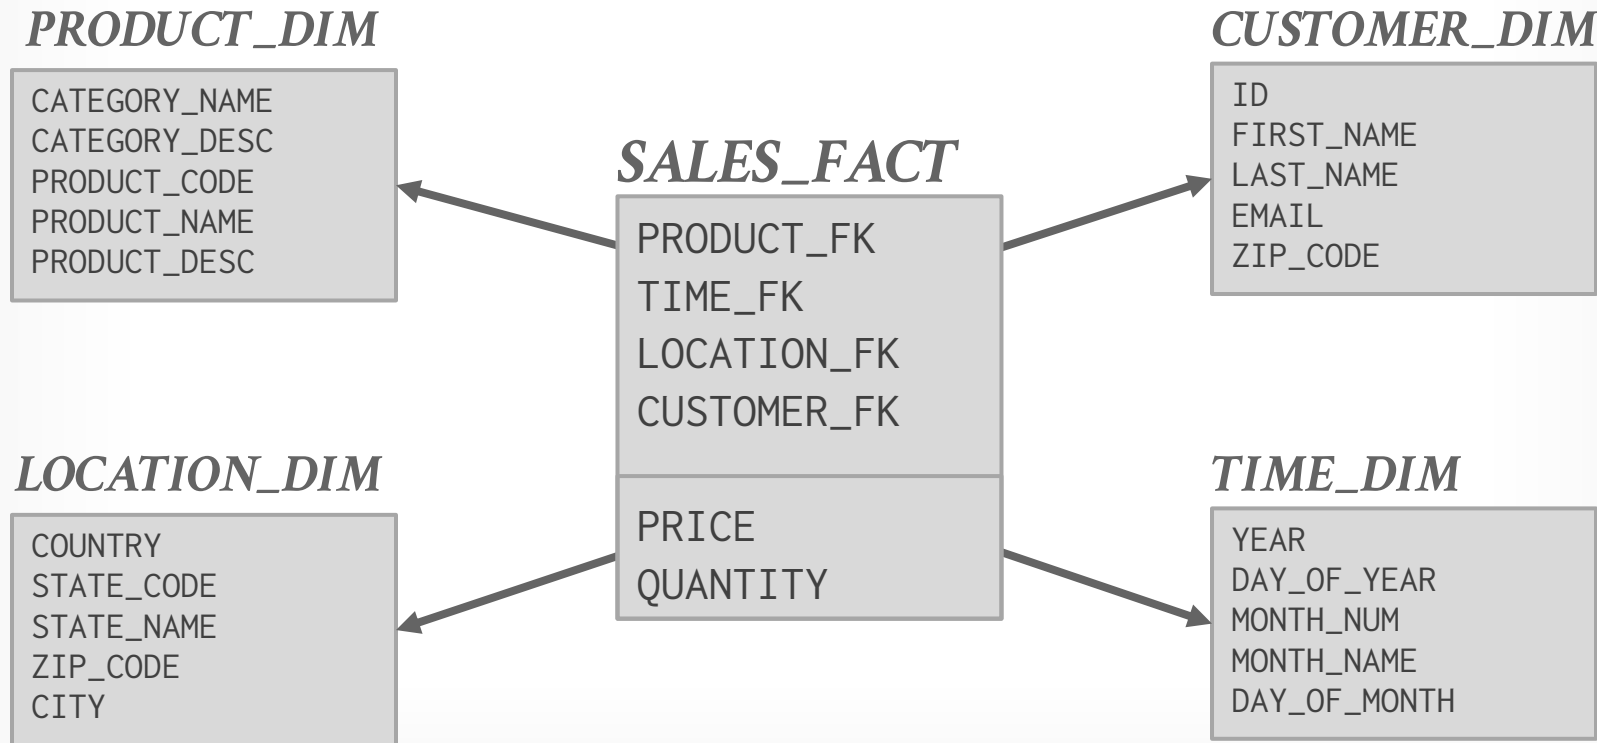 PRODUCT_DIM
CATEGORY_NAME
CATEGORY_DESC
PRODUCT_CODE
PRODUCT_NAME
PRODUCT_DESC
LOCATION_DIM
COUNTRY
STATE_CODE
STATE_NAME
ZIP_CODE
CITY
SALES_FACT
PRODUCT_FK
TIME_FK
LOCATION_FK
CUSTOMER_FK
PRICE
QUANTITY
CUSTOMER_DIM
ID
FIRST_NAME
LAST_NAME
EMAIL
ZIP_CODE
TIME_DIM
YEAR
DAY_OF_YEAR
MONTH_NUM
MONTH_NAME
DAY_OF_MONTH